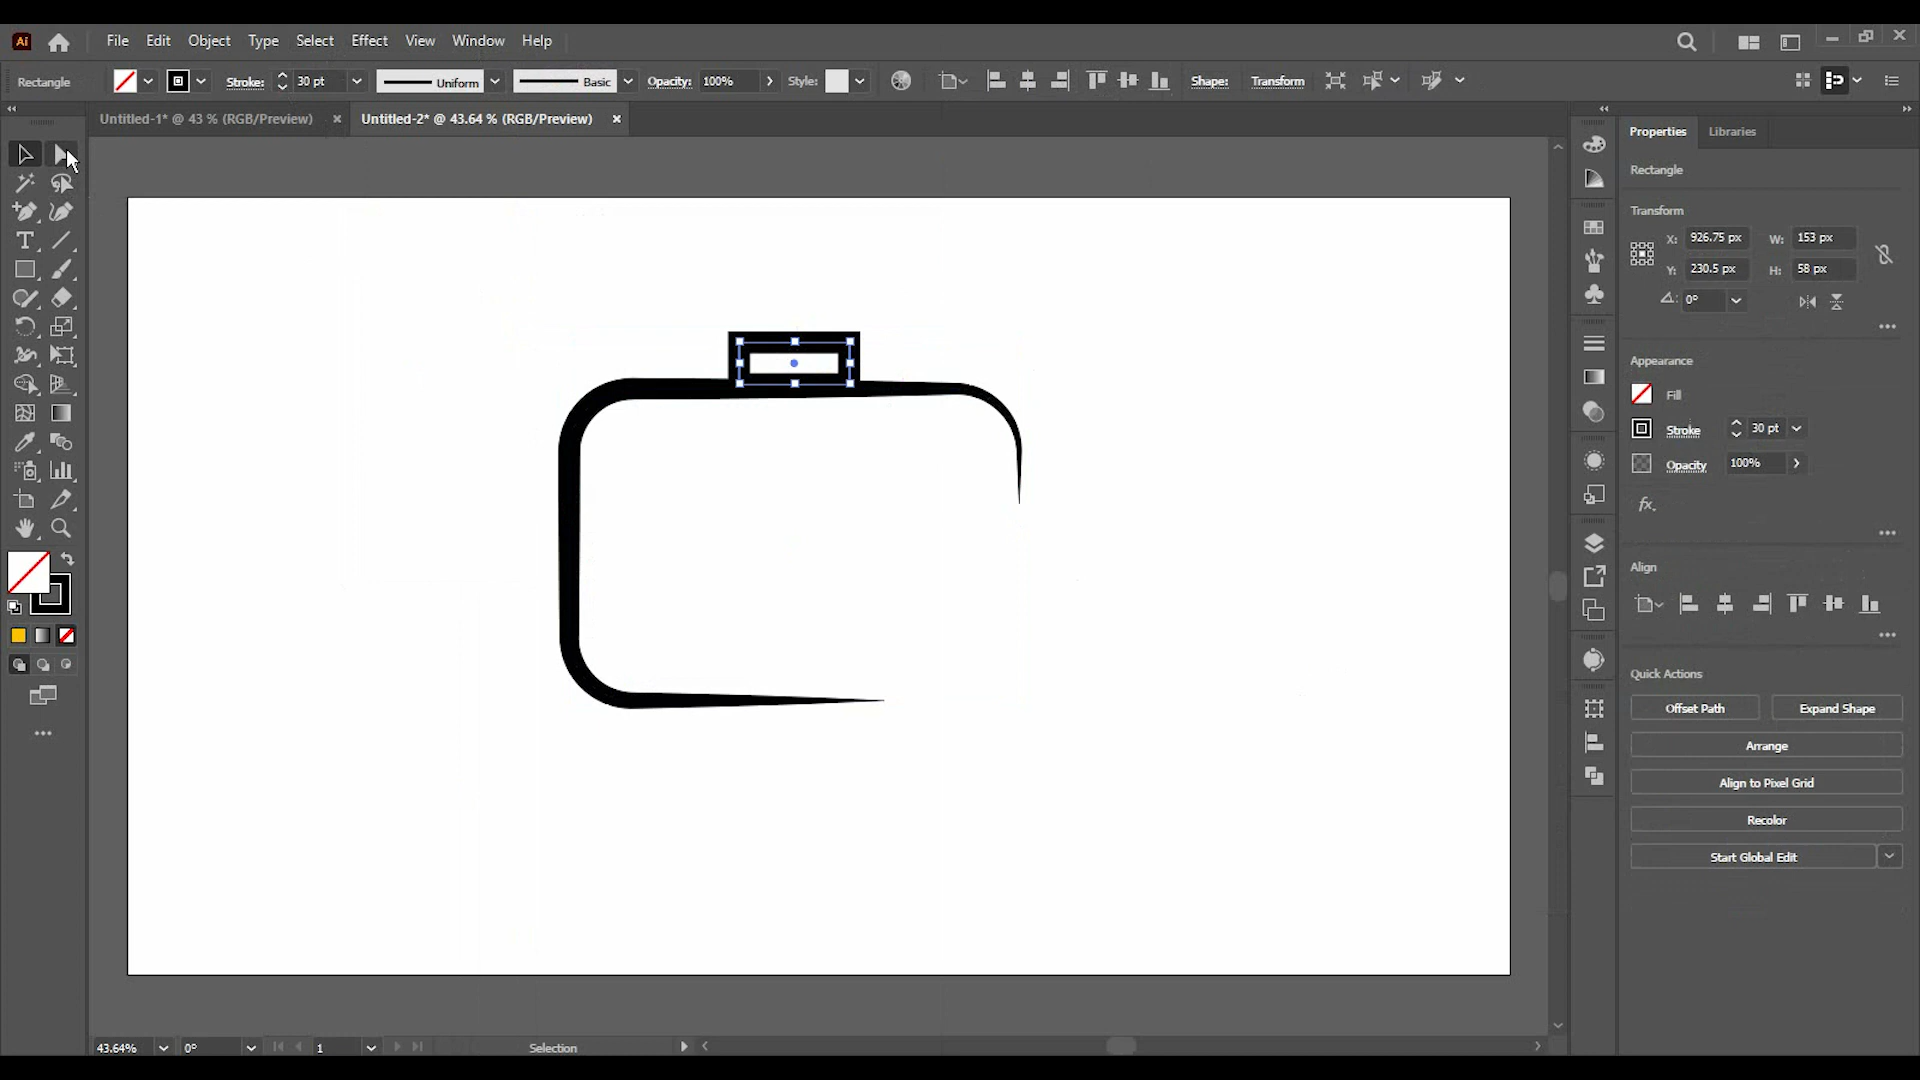 Ai File Edit Object Type Select Effect View Window Help
Rectangle Stroke: 30 pt Uniform Basic Opacity: 100% Style: Shape: Transform
Untitled-1* @ 43 % (RGB/Preview) × Untitled-2* @ 43.64 % (RGB/Preview) ×
Properties Libraries
Rectangle
Transform
X: 926.75 px W: 153 px
Y: 230.5 px H: 58 px
0°
Appearance
Fill
Stroke 30 pt
Opacity 100%
fx
Align
Quick Actions
Offset Path Expand Shape
Arrange
Align to Pixel Grid
Recolor
Start Global Edit
43.64% 0° 1 Selection